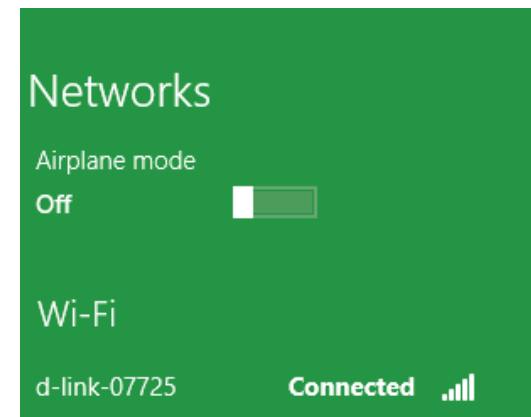 Networks
Airplane mode
Off
Wi-Fi
d-link-07725 Connected